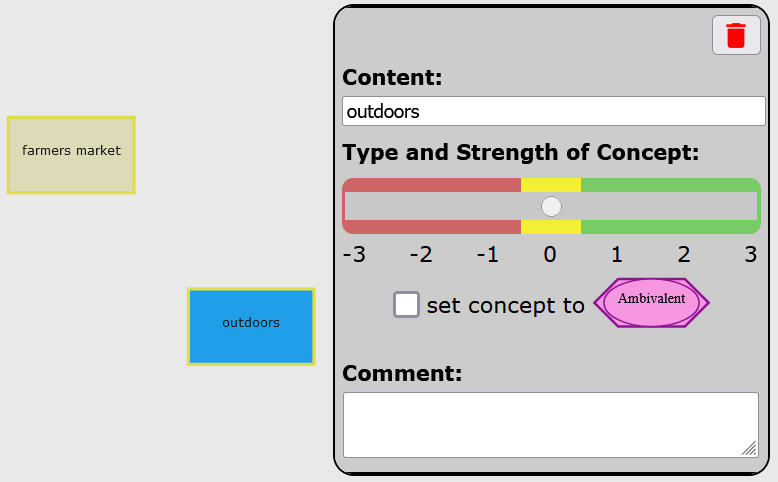 Content:
outdoors
Type and Strength of Concept:
farmers market
-3 -2 -1 0 1 2 3
set concept to Ambivalent
outdoors
Comment: